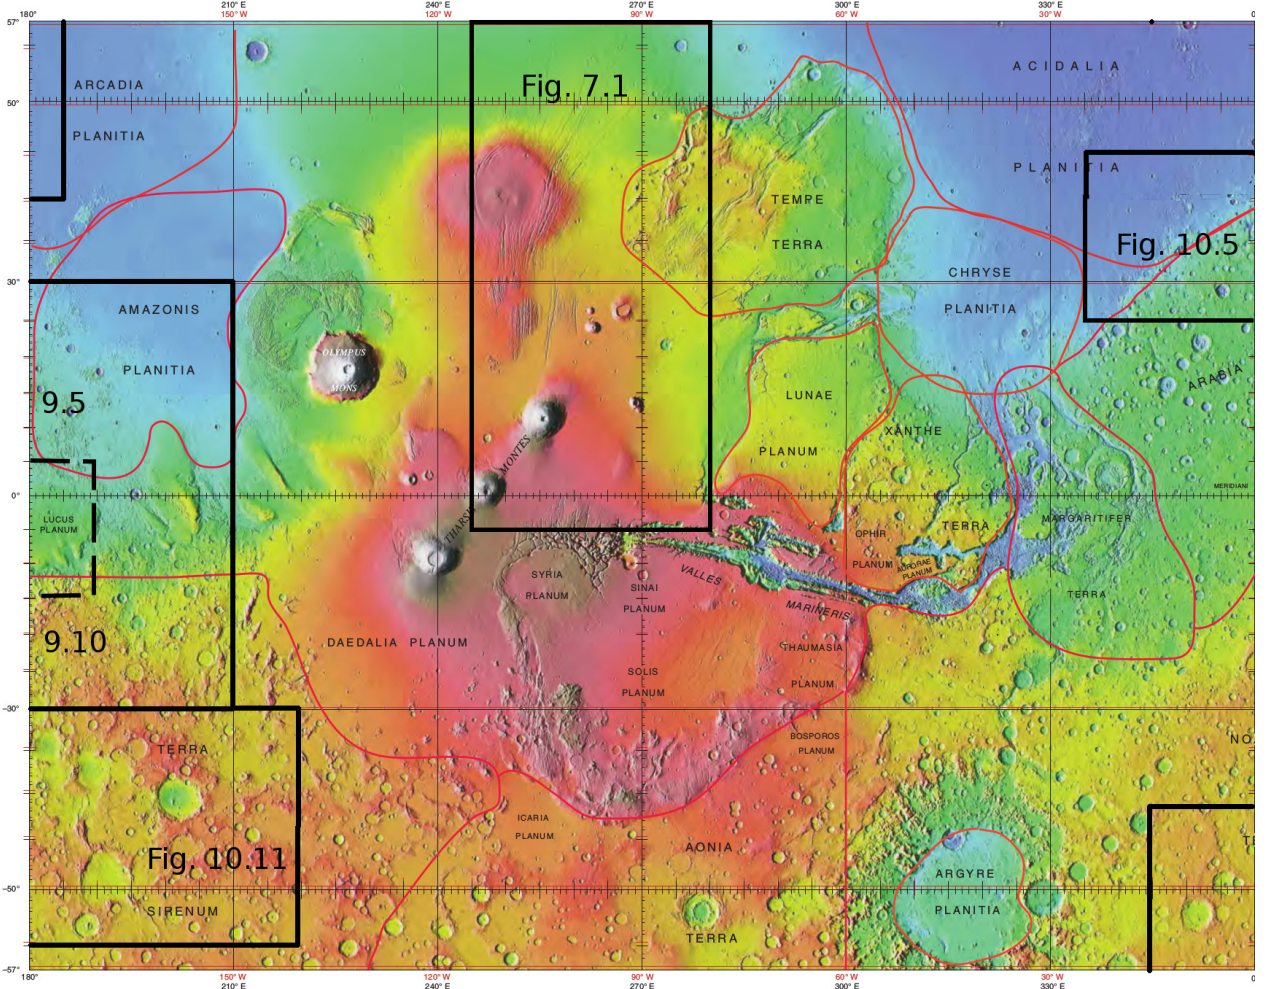 180° 240° E 270° E 300° E 330° E 0
210° E
150° W 120° W 90° W 60° W 30° W
57°
ARCADIA
PLANITIA
Fig. 7.1
ACIDALIA
50°
PLANITIA
TEMPE
TERRA
Fig. 10.5
CHRYSE
PLANITIA
30°
AMAZONIS
PLANITIA
OLYMPUS
MONS
9.5
LUNAE
PLANUM
ARABIA
XANTHE
TERRA
THARSIS MONTES
0°
MERIDIANI
LUCUS
PLANUM
MARGARITIFER
TERRA
OPHIR
PLANUM
AURORAE
PLANUM
VALLES
MARINERIS
SYRIA
PLANUM
SINAI
PLANUM
9.10
DAEDALIA PLANUM
THAUMASIA
PLANUM
SOLIS
PLANUM
−30°
BOSPOROS
PLANUM
NO
TERRA
SIRENUM
Fig. 10.11
ICARIA
PLANUM
AONIA
TERRA
ARGYRE
PLANITIA
−50°
−57°
180° 150° W 120° W 90° W 60° W 30° W 0
210° E 240° E 270° E 300° E 330° E